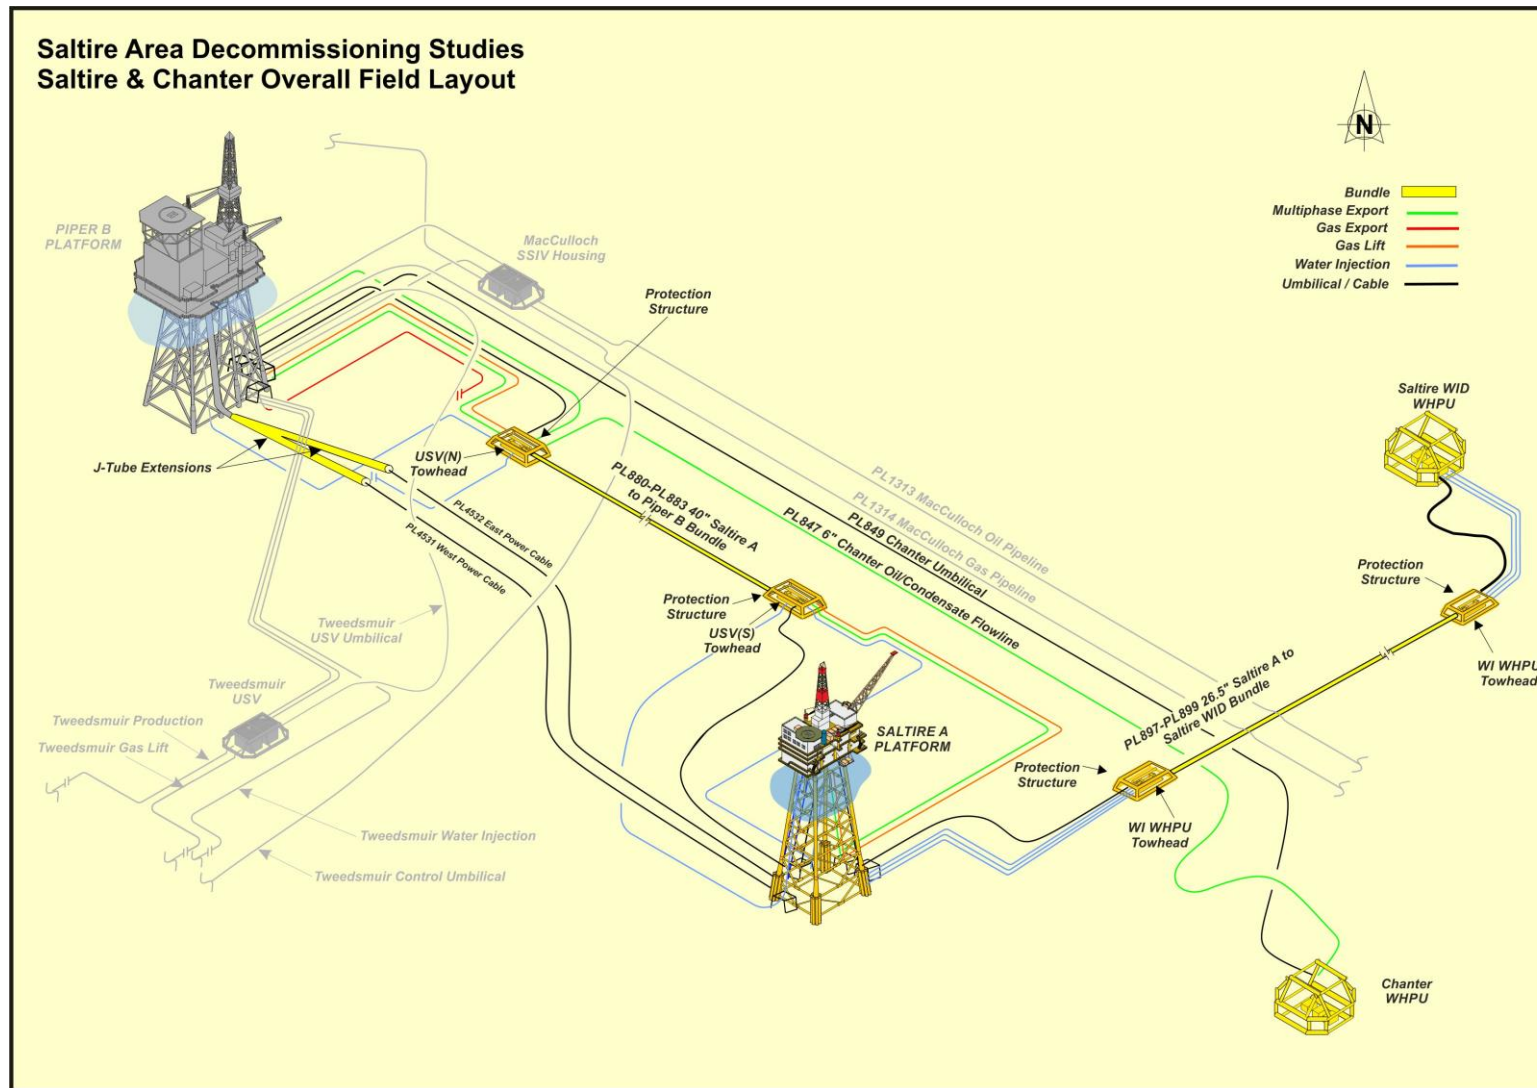 Saltire Area Decommissioning Studies
Saltire & Chanter Overall Field Layout
N
Bundle
Multiphase Export
Gas Export
Gas Lift
Water Injection
Umbilical / Cable
PIPER B
PLATFORM
MacCulloch
SSIV Housing
Protection
Structure
J-Tube Extensions
USV(N)
Towhead
PL880-PL883 40" Saltire A
to Piper B Bundle
PL4532 East Power Cable
PL4531 West Power Cable
PL1313 MacCulloch Oil Pipeline
PL1314 MacCulloch Gas Pipeline
PL849 Chanter Umbilical
PL847 6" Chanter Oil/Condensate Flowline
Saltire WID
WHPU
Protection
Structure
WI WHPU
Towhead
Protection
Structure
USV(S)
Towhead
Tweedsmuir
USV Umbilical
Tweedsmuir
USV
Tweedsmuir Production
Tweedsmuir Gas Lift
SALTIRE A
PLATFORM
PL897-PL899 26.5" Saltire A to
Saltire WID Bundle
Protection
Structure
WI WHPU
Towhead
Tweedsmuir Water Injection
Tweedsmuir Control Umbilical
Chanter
WHPU